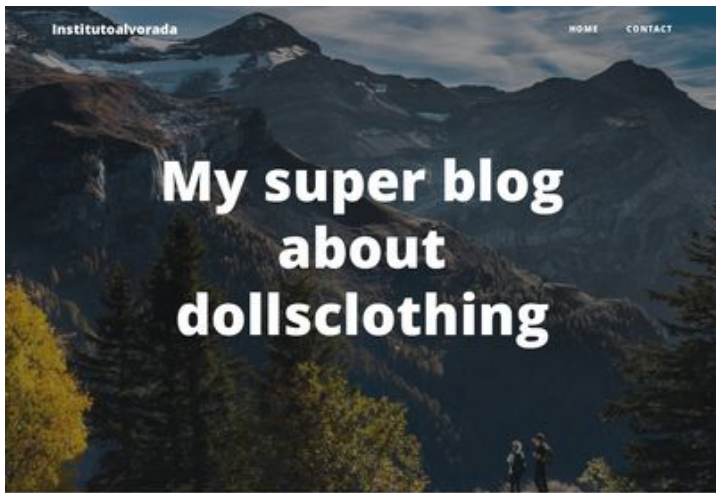 Institutoalvorada
HOME CONTACT
My super blog
about
dollsclothing